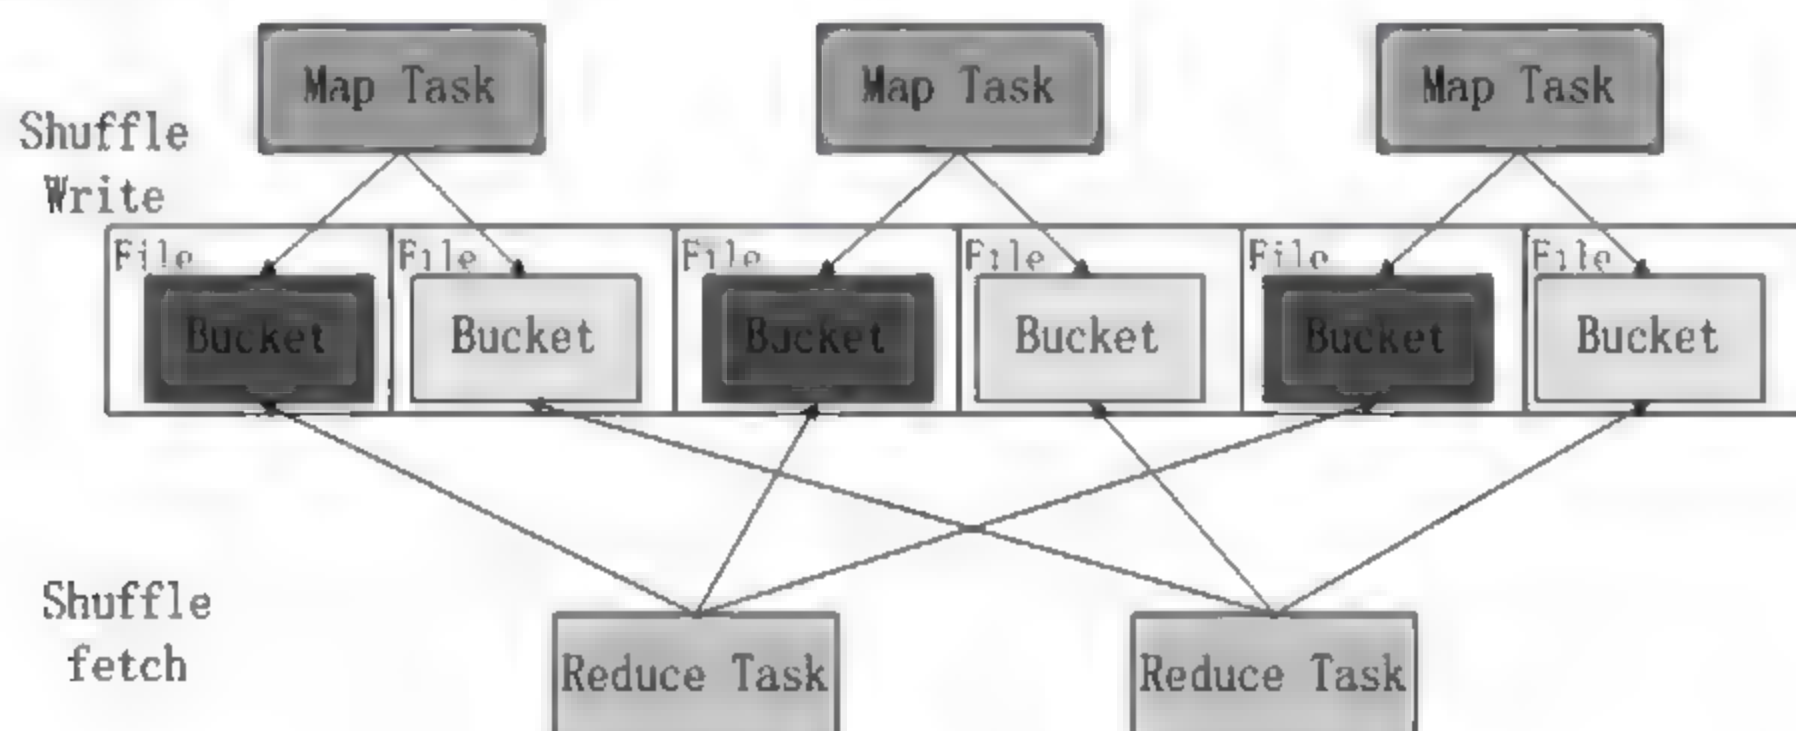 Map Task
Map Task
Map Task
Shuffle
Write
File
File
File
File
File
File
Bucket
Bucket
Bucket
Bucket
Bucket
Bucket
Shuffle
fetch
Reduce Task
Reduce Task